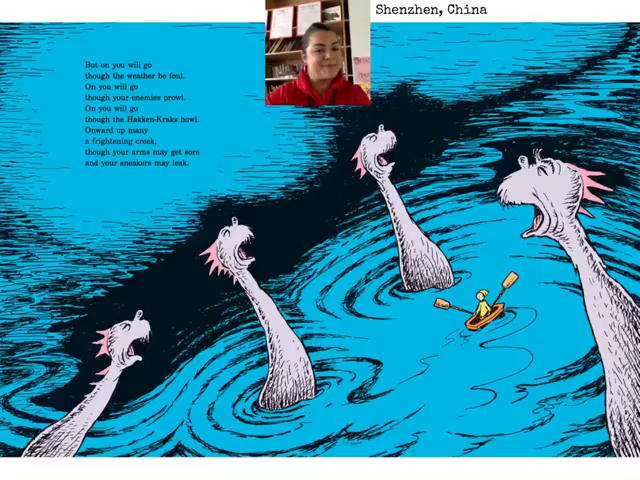 Shenzhen, China
But on you will go
though the weather be foul.
On you will go
though your enemies prowl.
On you will go
though the Hakken-Kraks howl.
Onward up many
a frightening creek,
though your arms may get sore
and your sneakers may leak.